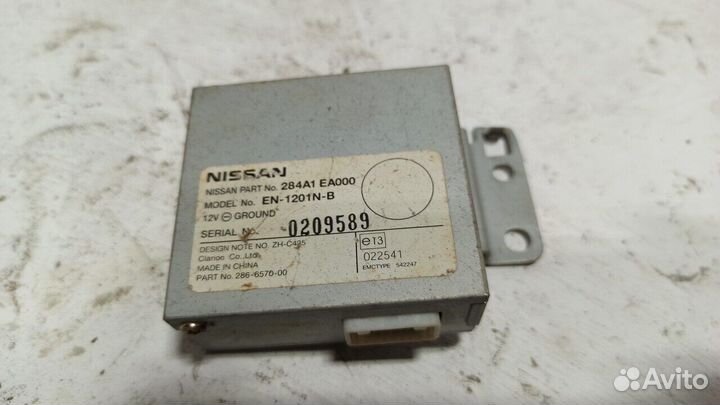 NISSAN
NISSAN PART No. 284A1 EA000
MODEL No. EN-1201N-B
12V ⊖ GROUND
SERIAL No. 0209589
DESIGN NOTE NO. ZH-C495
Clarion Co., Ltd.
MADE IN CHINA
PART No. 286-6570-00
e13
022541
EMCTYPE 542247
Avito